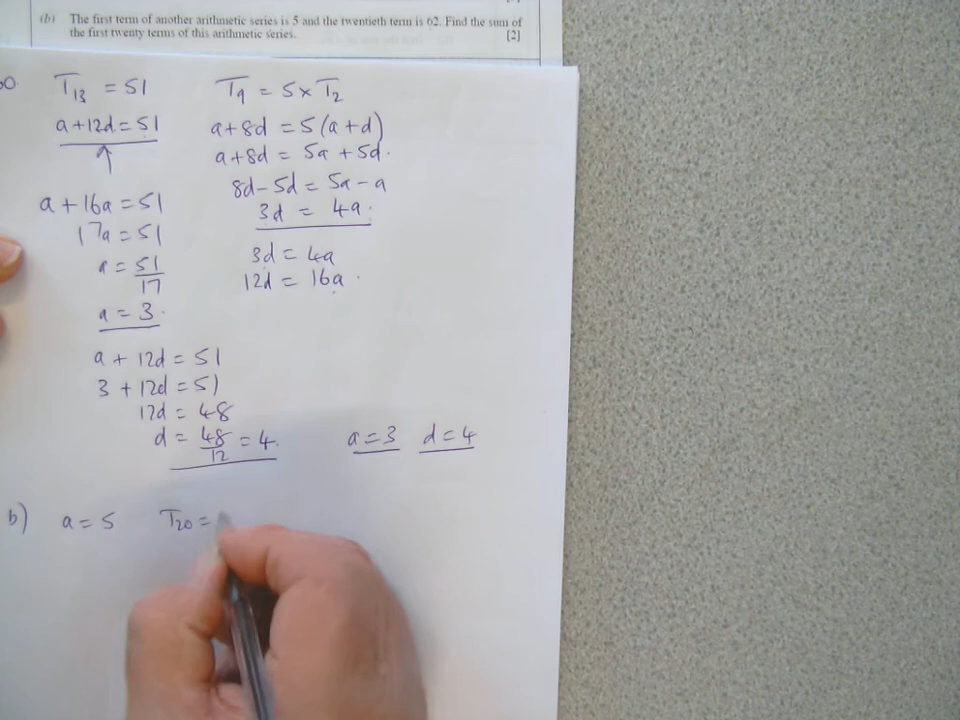 (b) The first term of another arithmetic series is 5 and the twentieth term is 62. Find the sum of
the first twenty terms of this arithmetic series. [2]
T13 = 51
a+12d = 51
a + 16a = 51
17a = 51
a = 51/17
a = 3
T9 = 5 × T2
a+8d = 5(a+d)
a+8d = 5a + 5d
8d - 5d = 5a - a
3d = 4a
3d = 4a
12d = 16a
a + 12d = 51
3 + 12d = 51
12d = 48
d = 48/12 = 4
a = 3 d = 4
b) a = 5 T20 =